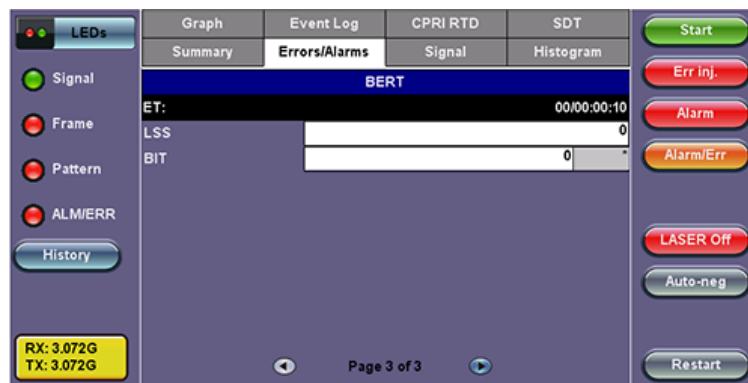 LEDs
Graph Event Log CPRI RTD SDT
Summary Errors/Alarms Signal Histogram
Signal
Frame
Pattern
ALM/ERR
History
RX: 3.072G
TX: 3.072G
BERT
ET: 00/00:00:10
LSS 0
BIT 0 -
Page 3 of 3
Start
Err inj.
Alarm
Alarm/Err
LASER Off
Auto-neg
Restart